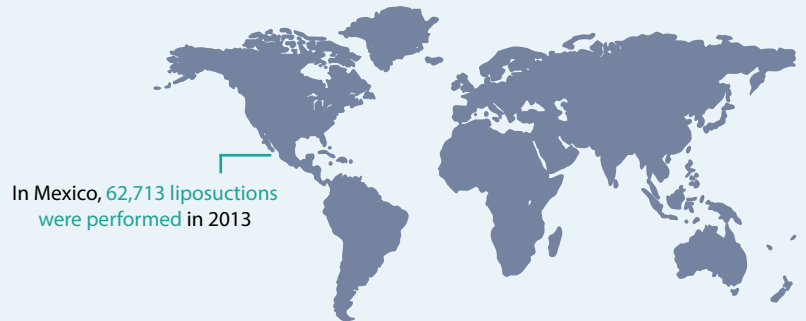 In Mexico, 62,713 liposuctions
were performed in 2013